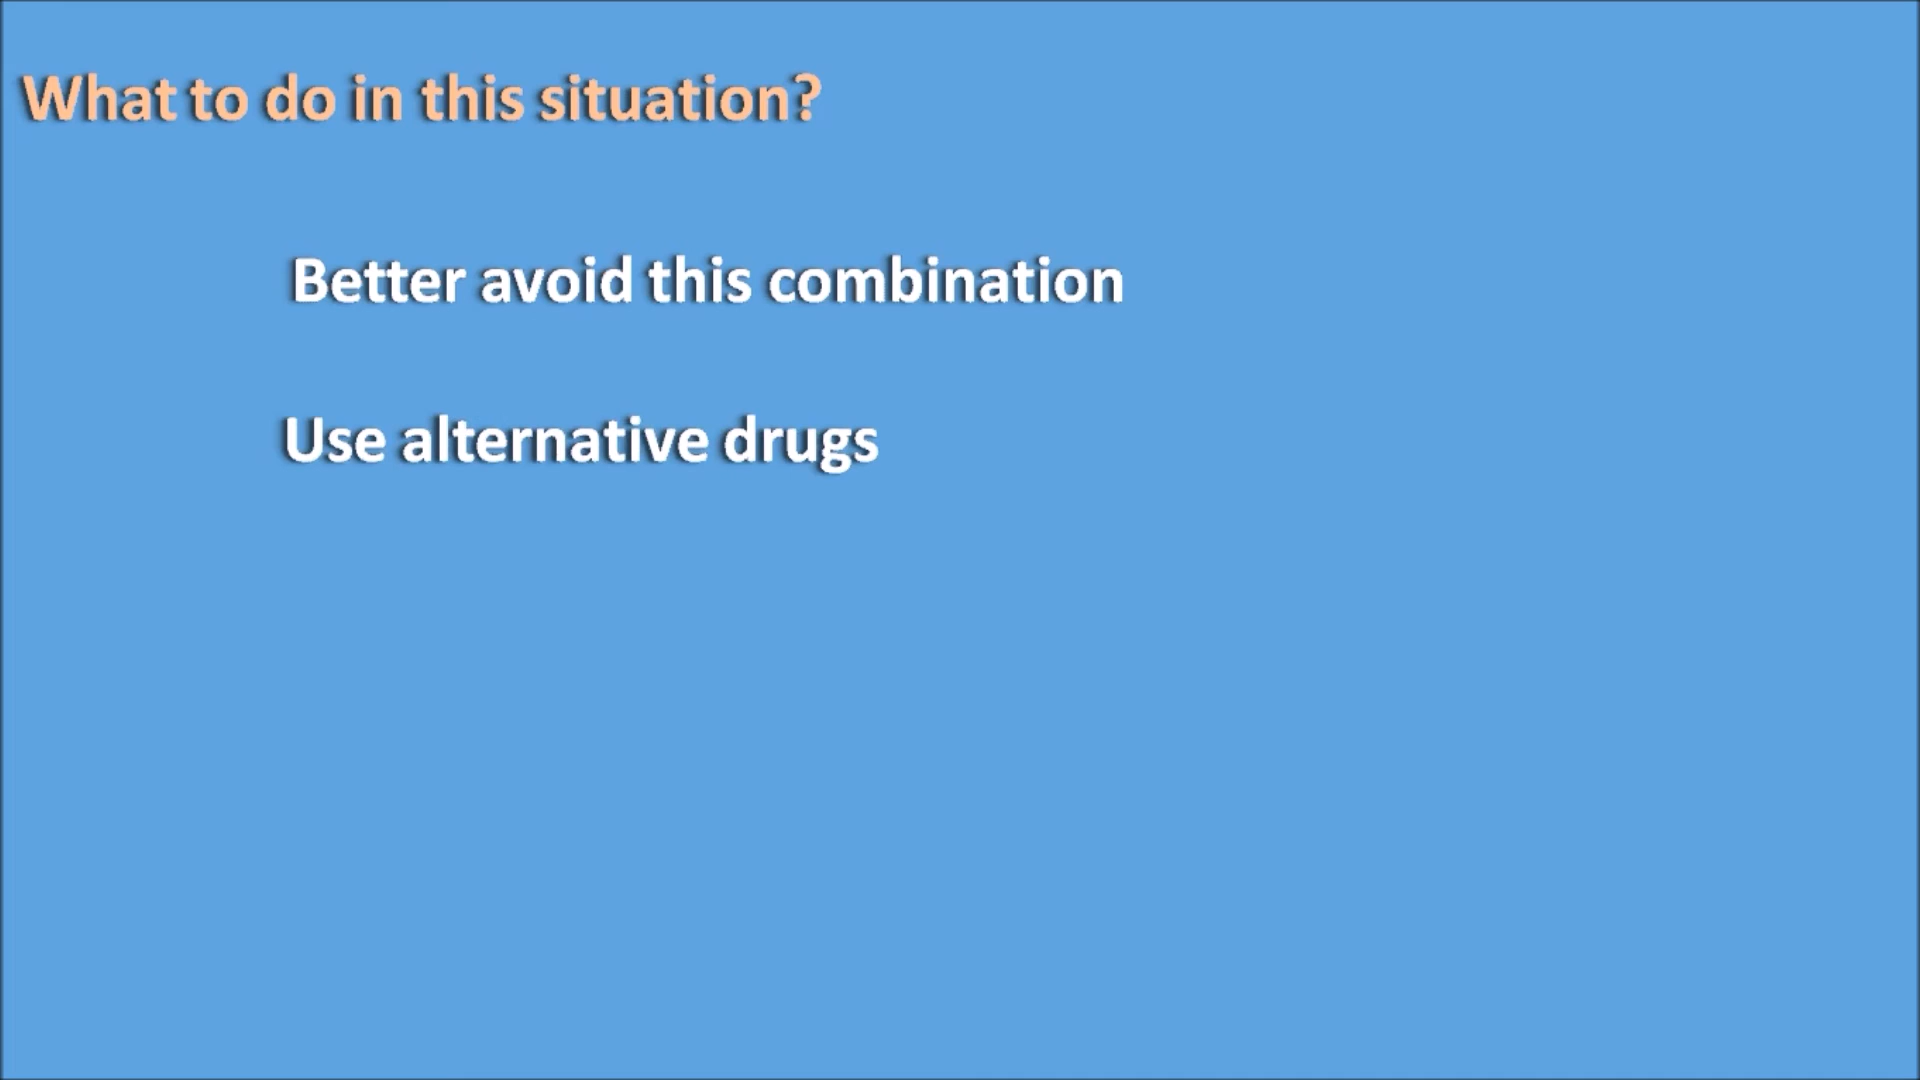 What to do in this situation?
Better avoid this combination
Use alternative drugs